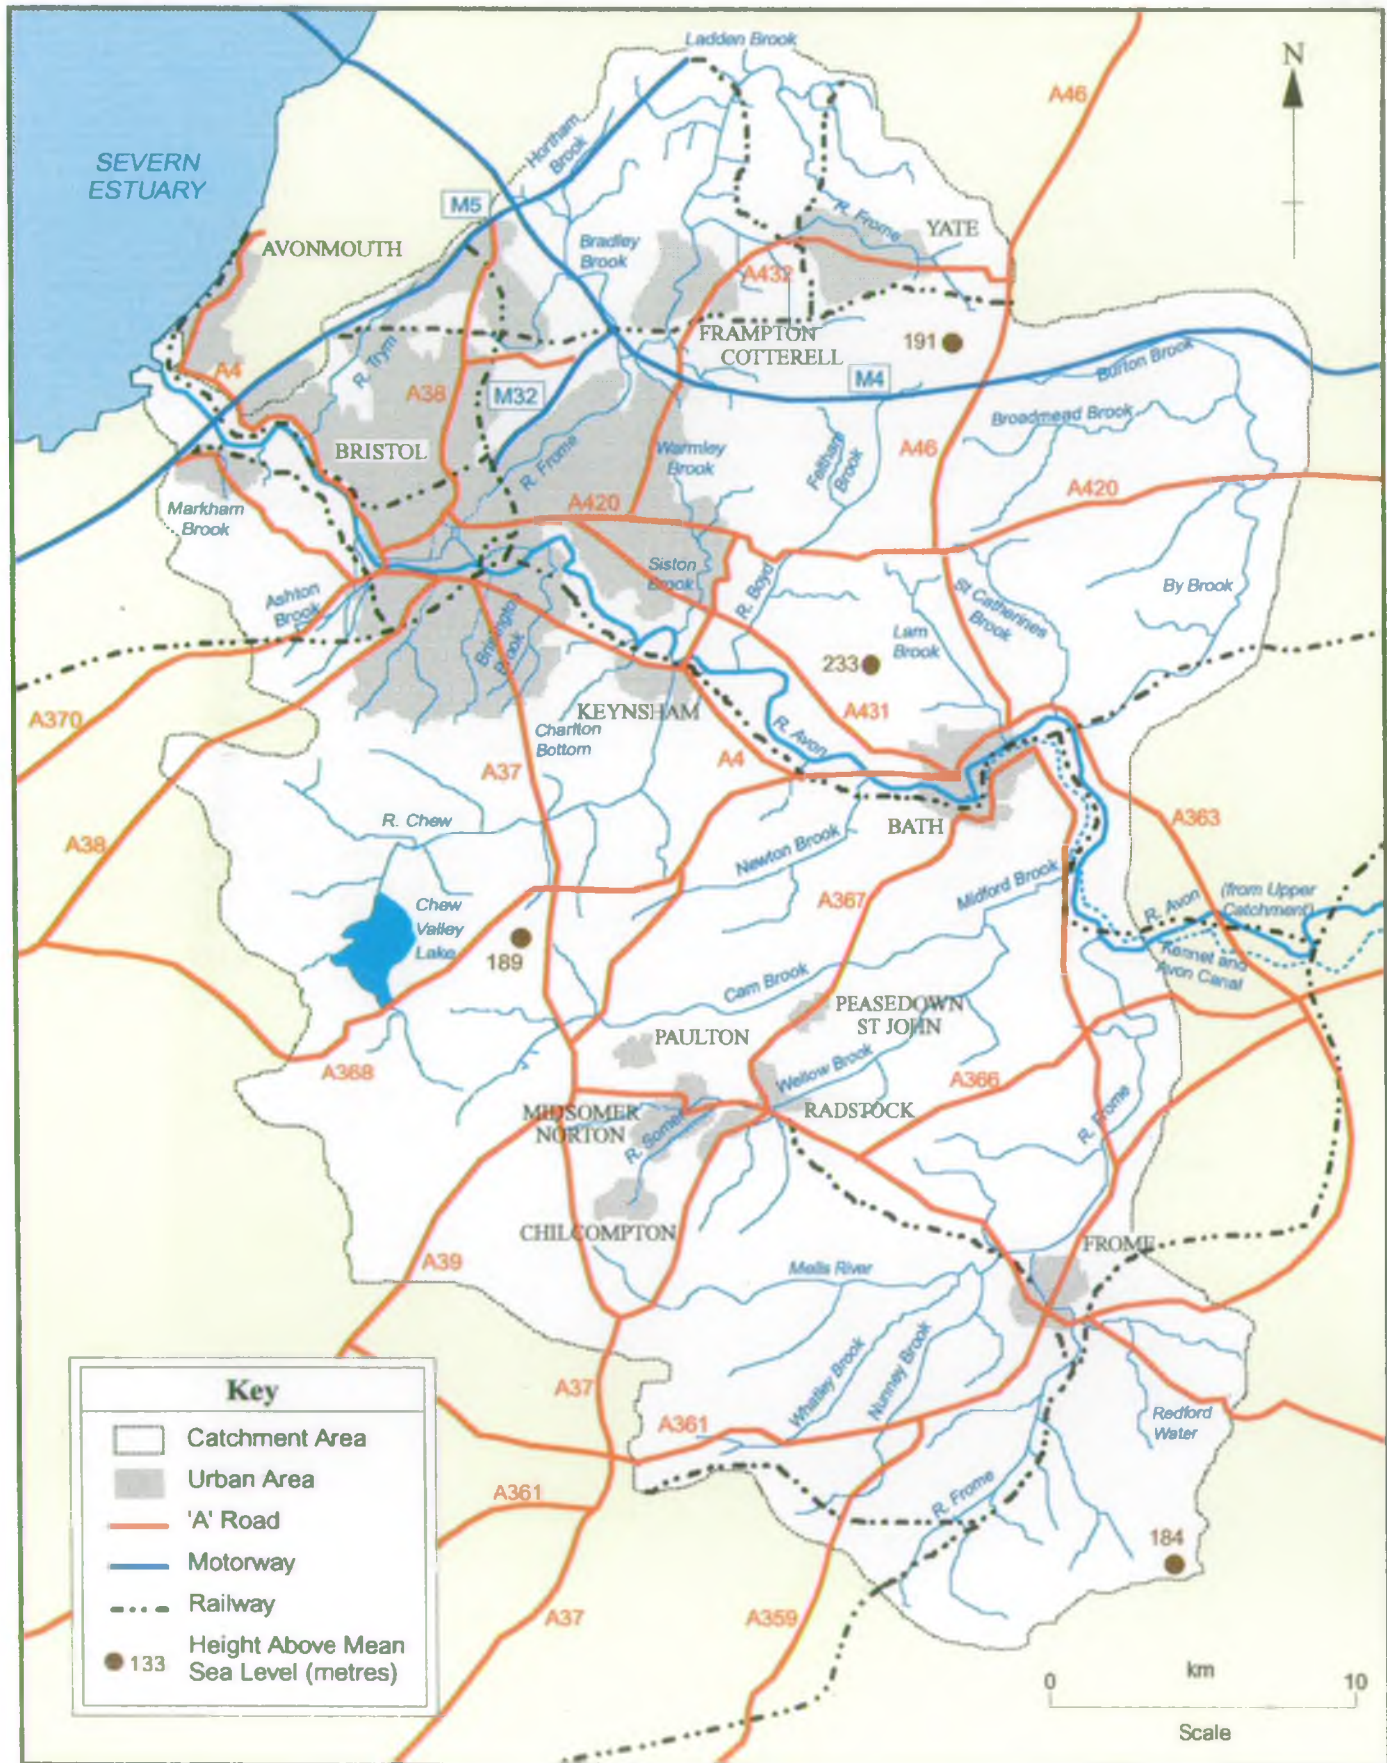 Ladden Brook
N
A46
SEVERN
ESTUARY
Hortham
Brook
M5
R. Frome
YATE
AVONMOUTH
Bradley
Brook
A432
FRAMPTON
COTTERELL
191
R. Trym
A4
A38
M32
M4
Burton Brook
Broadmead Brook
BRISTOL
R. Frome
Warmley
Brook
Feltham
Brook
A46
A420
A420
Markham
Brook
Siston
Brook
R. Boyd
St Catherines
Brook
By Brook
Ashton
Brook
Brislington
Brook
Lam
Brook
233
A370
KEYNSHAM
A431
Charlton
Bottom
R. Avon
A37
A4
R. Chew
A38
BATH
A363
Newton Brook
Midford Brook
A367
R. Avon
(from Upper
Catchment)
Chew
Valley
Lake
189
Kennet and
Avon Canal
Cam Brook
PEASEDOWN
ST JOHN
PAULTON
A368
Wellow Brook
A366
MIDSOMER
NORTON
R. Somer
RADSTOCK
R. Frome
CHILCOMPTON
FROME
A39
Mells River
Whatley Brook
Nunney Brook
A37
A361
Redford
Water
A361
R. Frome
184
A37
A359
Key
Catchment Area
Urban Area
'A' Road
Motorway
Railway
133
Height Above Mean
Sea Level (metres)
0
km
10
Scale